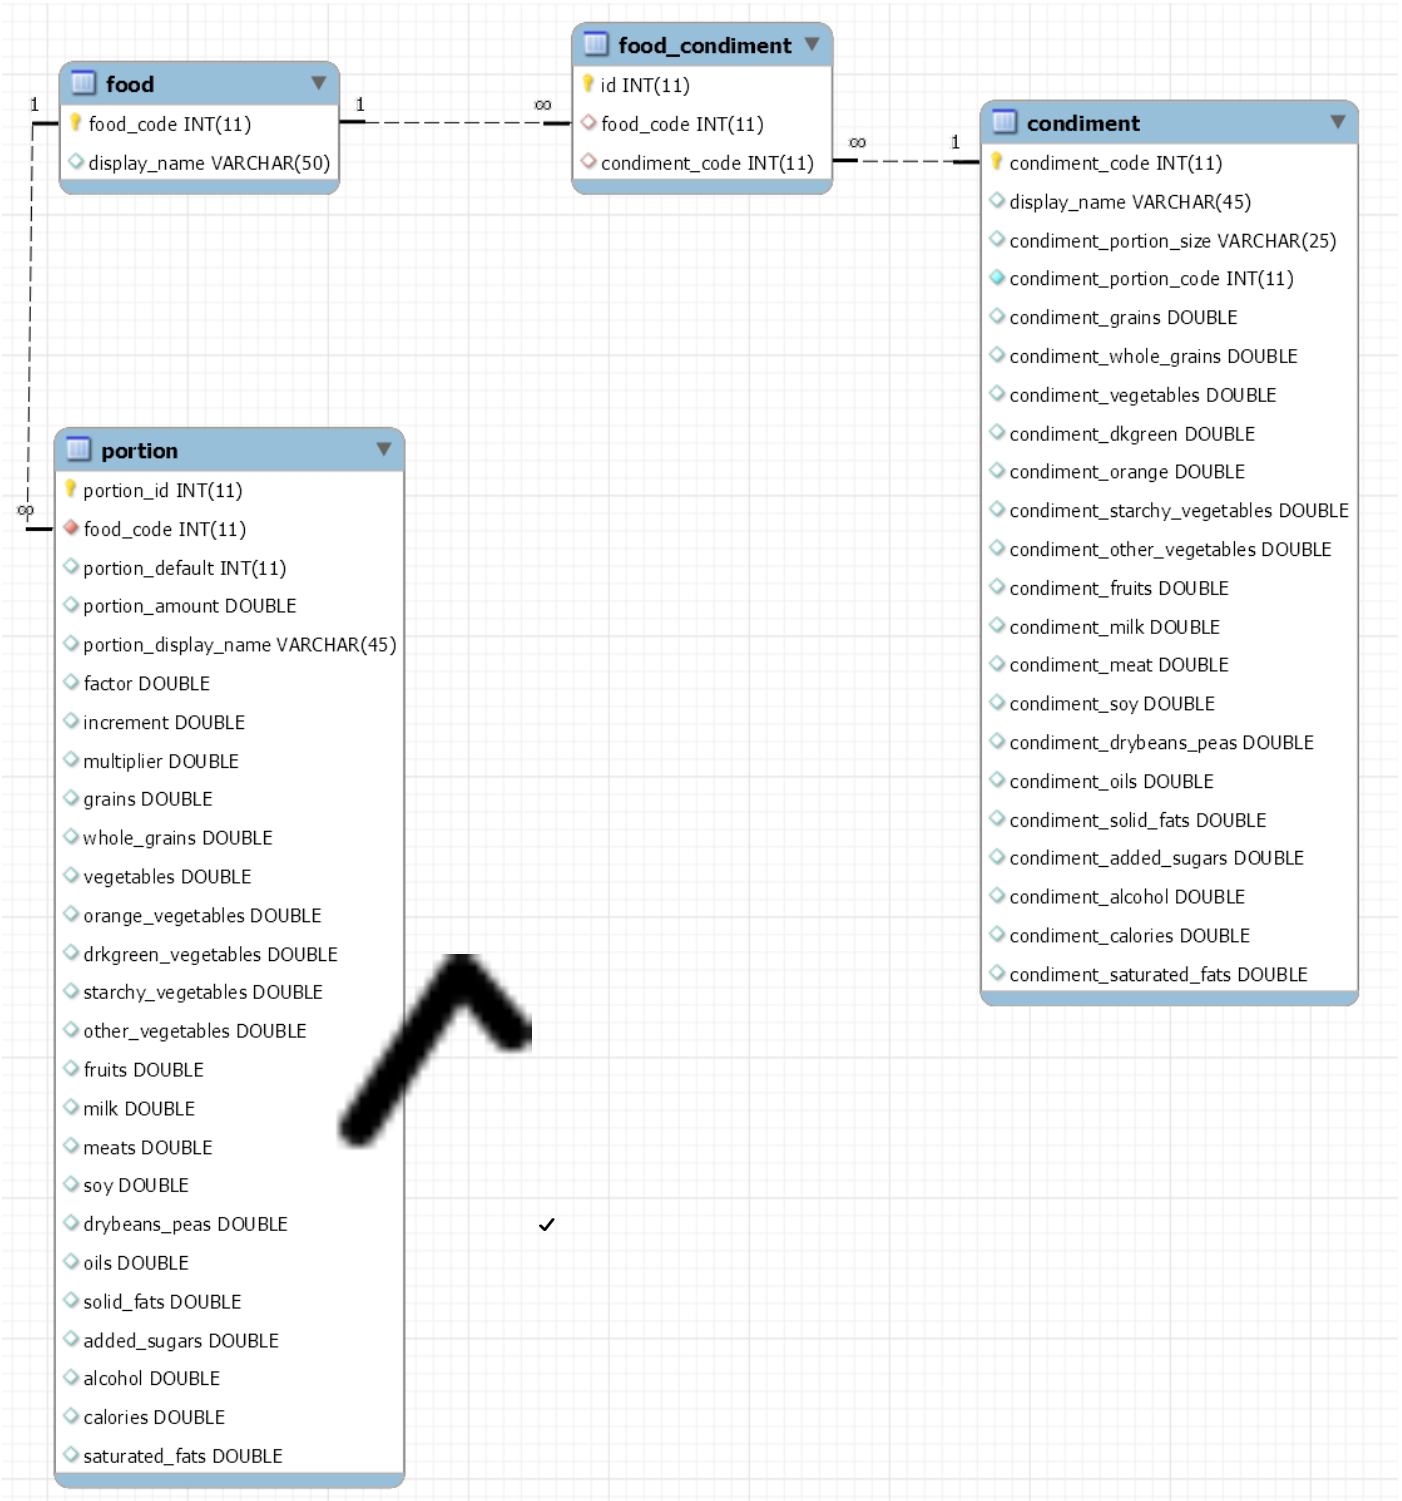 food
food_code INT(11)
display_name VARCHAR(50)
1
1
∞
food_condiment
id INT(11)
food_code INT(11)
condiment_code INT(11)
∞
1
condiment
condiment_code INT(11)
display_name VARCHAR(45)
condiment_portion_size VARCHAR(25)
condiment_portion_code INT(11)
condiment_grains DOUBLE
condiment_whole_grains DOUBLE
condiment_vegetables DOUBLE
condiment_dkgreen DOUBLE
condiment_orange DOUBLE
condiment_starchy_vegetables DOUBLE
condiment_other_vegetables DOUBLE
condiment_fruits DOUBLE
condiment_milk DOUBLE
condiment_meat DOUBLE
condiment_soy DOUBLE
condiment_drybeans_peas DOUBLE
condiment_oils DOUBLE
condiment_solid_fats DOUBLE
condiment_added_sugars DOUBLE
condiment_alcohol DOUBLE
condiment_calories DOUBLE
condiment_saturated_fats DOUBLE
∞
portion
portion_id INT(11)
food_code INT(11)
portion_default INT(11)
portion_amount DOUBLE
portion_display_name VARCHAR(45)
factor DOUBLE
increment DOUBLE
multiplier DOUBLE
grains DOUBLE
whole_grains DOUBLE
vegetables DOUBLE
orange_vegetables DOUBLE
drkgreen_vegetables DOUBLE
starchy_vegetables DOUBLE
other_vegetables DOUBLE
fruits DOUBLE
milk DOUBLE
meats DOUBLE
soy DOUBLE
drybeans_peas DOUBLE
oils DOUBLE
solid_fats DOUBLE
added_sugars DOUBLE
alcohol DOUBLE
calories DOUBLE
saturated_fats DOUBLE